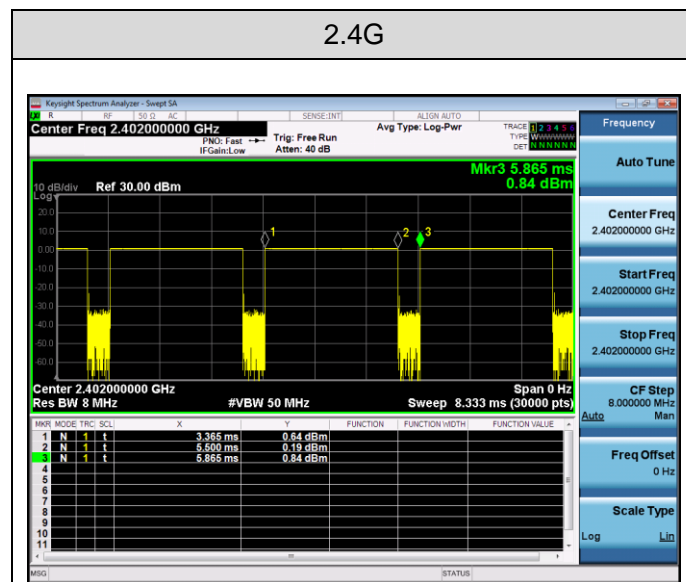 2.4G
Keysight Spectrum Analyzer - Swept SA
R RF 50 Ω AC SENSE:INT ALIGN AUTO
Center Freq 2.402000000 GHz
PNO: Fast
IFGain:Low
Trig: Free Run
Atten: 40 dB
Avg Type: Log-Pwr
TRACE 1 2 3 4 5 6
TYPE W
DET N N N N N N
Mkr3 5.865 ms
0.84 dBm
10 dB/div Ref 30.00 dBm
Log
20.0
10.0
0.00
-10.0
-20.0
-30.0
-40.0
-50.0
-60.0
1
2
3
Center 2.402000000 GHz Span 0 Hz
Res BW 8 MHz #VBW 50 MHz Sweep 8.333 ms (30000 pts)
MKR MODE TRC SCL X Y FUNCTION FUNCTION WIDTH FUNCTION VALUE
1 N 1 t 3.365 ms 0.64 dBm
2 N 1 t 5.500 ms 0.19 dBm
3 N 1 t 5.865 ms 0.84 dBm
4
5
6
7
8
9
10
11
MSG STATUS
Frequency
Auto Tune
Center Freq
2.402000000 GHz
Start Freq
2.402000000 GHz
Stop Freq
2.402000000 GHz
CF Step
8.000000 MHz
Auto Man
Freq Offset
0 Hz
Scale Type
Log Lin